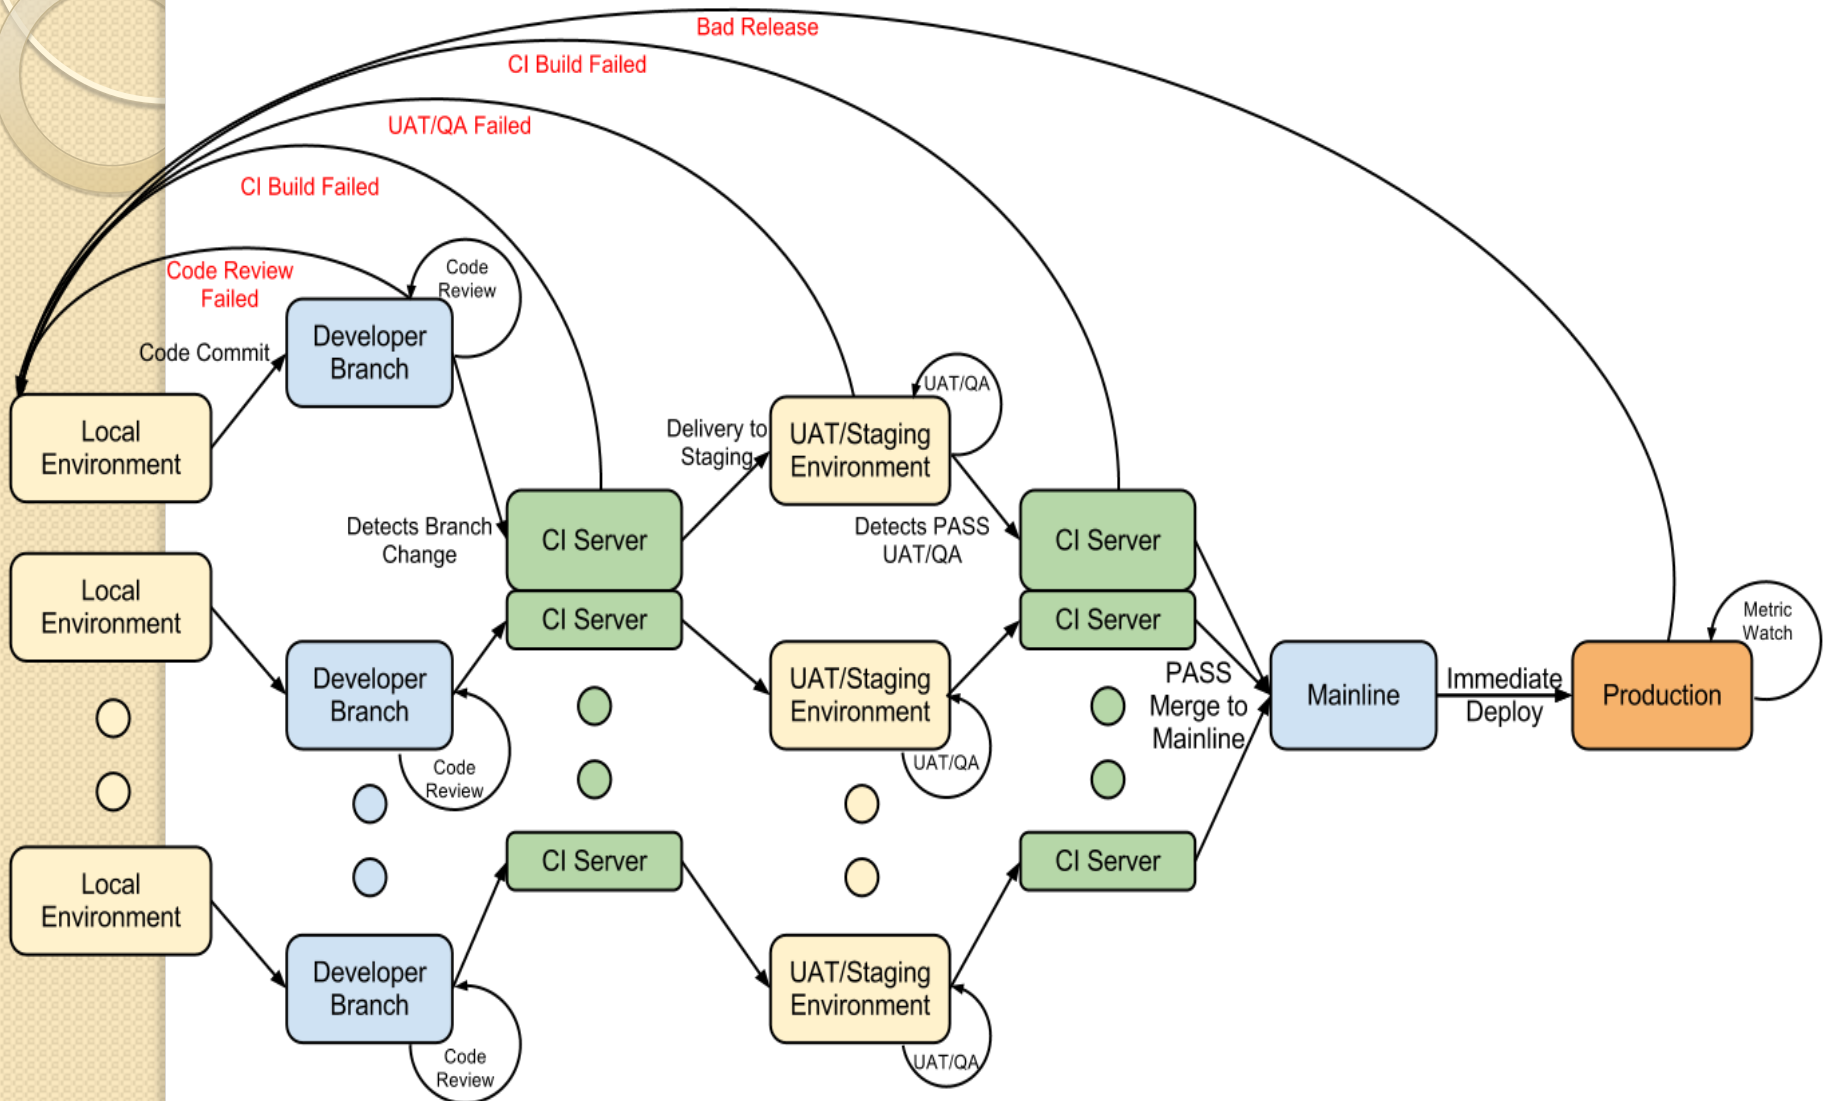 Bad Release
CI Build Failed
UAT/QA Failed
CI Build Failed
Code Review
Failed
Code
Review
Code Commit
Developer
Branch
Local
Environment
Delivery to
Staging
UAT/QA
UAT/Staging
Environment
Detects Branch
Change
CI Server
Detects PASS
UAT/QA
CI Server
Local
Environment
CI Server
CI Server
Developer
Branch
Code
Review
UAT/Staging
Environment
UAT/QA
PASS
Merge to
Mainline
Mainline
Immediate
Deploy
Metric
Watch
Production
Local
Environment
CI Server
CI Server
Developer
Branch
Code
Review
UAT/Staging
Environment
UAT/QA